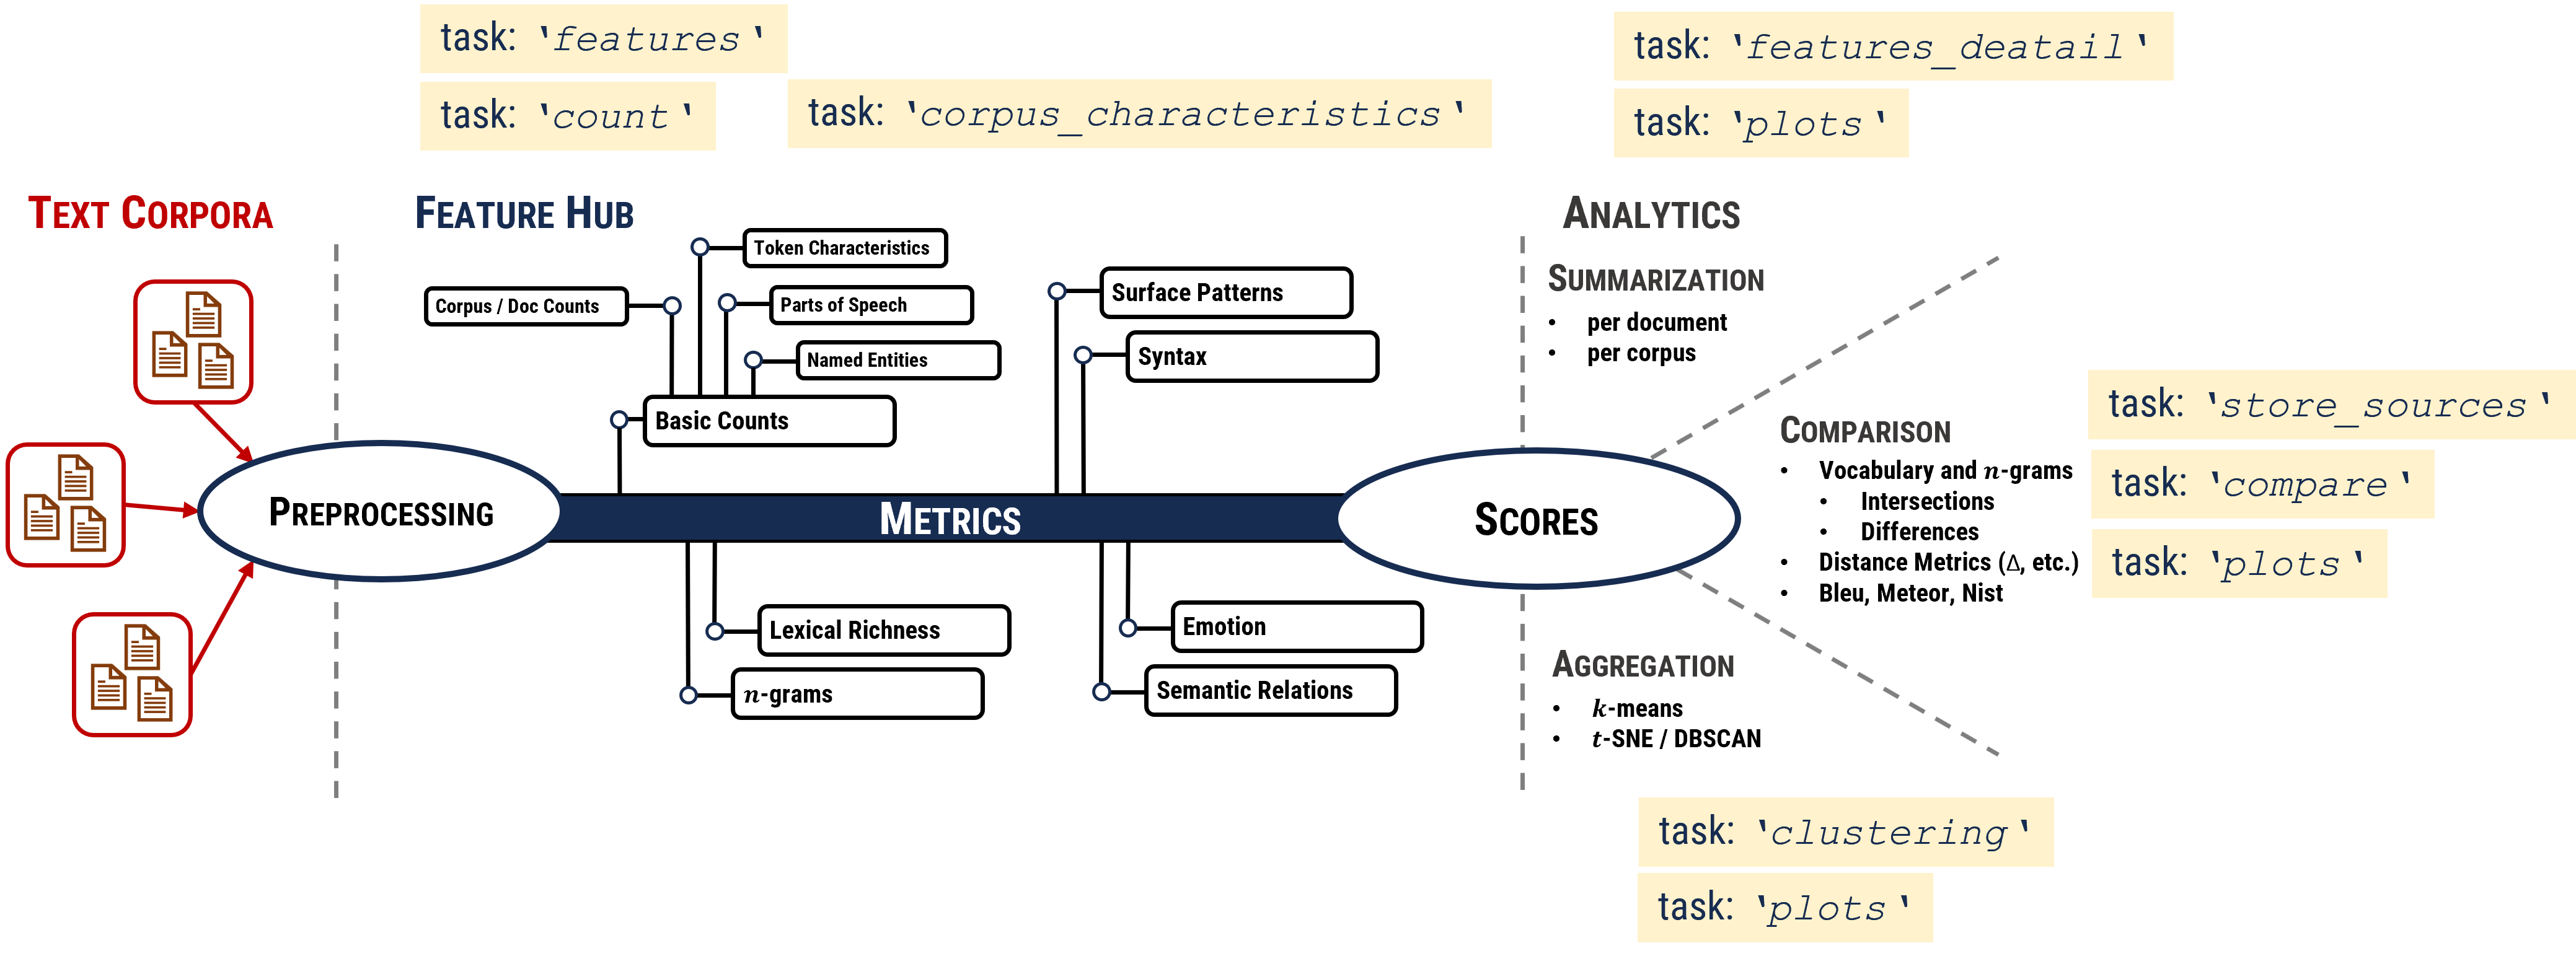 task: ‛features‛
task: ‛count‛
task: ‛corpus_characteristics‛
task: ‛features_deatail‛
task: ‛plots‛
TEXT CORPORA
FEATURE HUB
ANALYTICS
Token Characteristics
Corpus / Doc Counts
Parts of Speech
Named Entities
Basic Counts
Surface Patterns
Syntax
PREPROCESSING
METRICS
SCORES
Lexical Richness
n-grams
Emotion
Semantic Relations
SUMMARIZATION
• per document
• per corpus
COMPARISON
• Vocabulary and n-grams
• Intersections
• Differences
• Distance Metrics (Δ, etc.)
• Bleu, Meteor, Nist
task: ‛store_sources‛
task: ‛compare‛
task: ‛plots‛
AGGREGATION
• k-means
• t-SNE / DBSCAN
task: ‛clustering‛
task: ‛plots‛